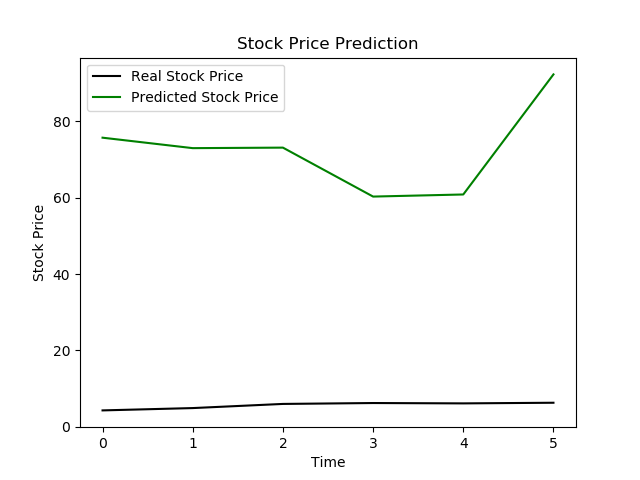 Stock Price Prediction
Real Stock Price
Predicted Stock Price
80
60
40
20
0
Stock Price
0 1 2 3 4 5
Time